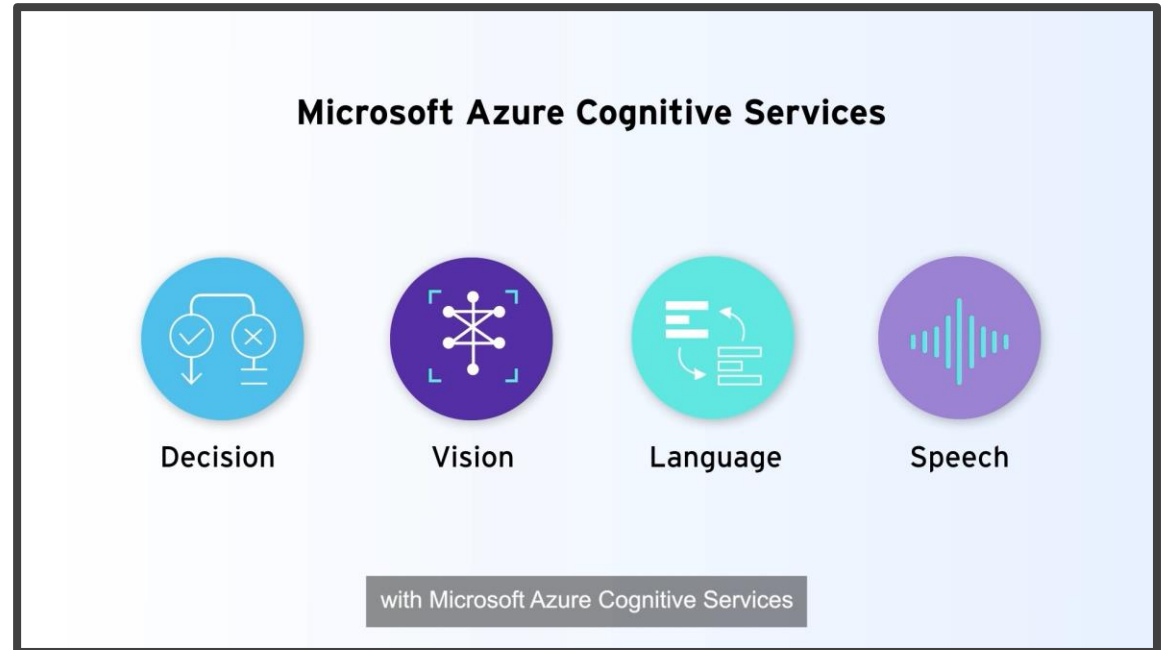 Microsoft Azure Cognitive Services
Decision
Vision
Language
Speech
with Microsoft Azure Cognitive Services